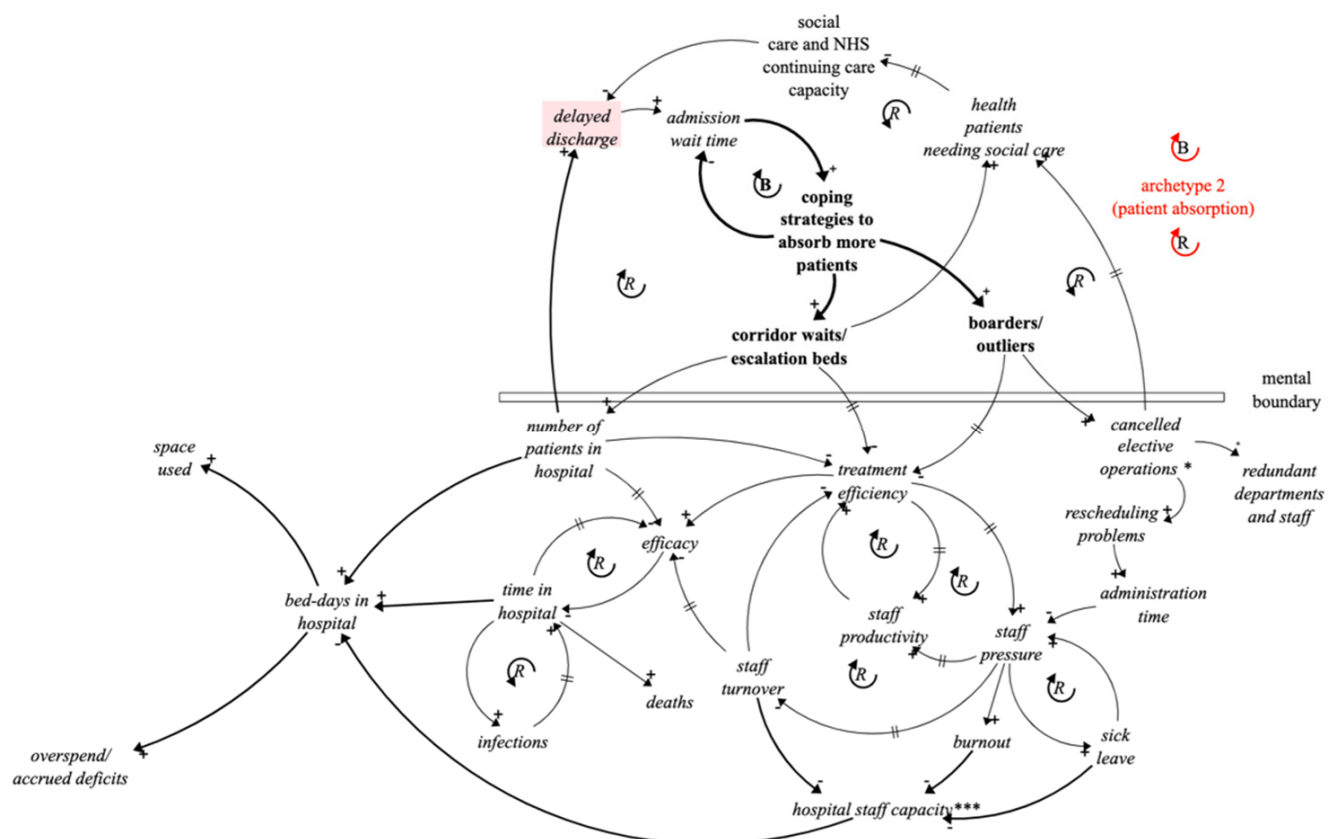 social
care and NHS
continuing care
capacity
health
patients
needing social care
delayed
discharge
admission
wait time
B
R
coping
strategies to
absorb more
patients
B
archetype 2
(patient absorption)
R
R
R
corridor waits/
escalation beds
boarders/
outliers
mental
boundary
number of
patients in
hospital
space
used
treatment
efficiency
cancelled
elective
operations *
redundant
departments
and staff
rescheduling
problems
efficacy
R
R
R
bed-days in
hospital
time in
hospital
administration
time
staff
productivity
staff
pressure
R
R
R
staff
turnover
deaths
infections
burnout
sick
leave
overspend/
accrued deficits
hospital staff capacity***